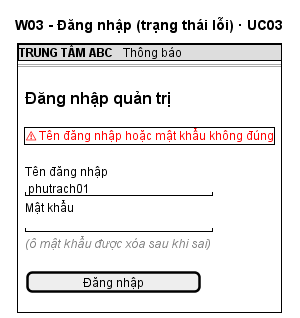 W03 - Đăng nhập (trạng thái lỗi) · UC03
TRUNG TÂM ABC Thông báo
Đăng nhập quản trị
⚠ Tên đăng nhập hoặc mật khẩu không đúng
Tên đăng nhập
phutrach01
Mật khẩu
(ô mật khẩu được xóa sau khi sai)
Đăng nhập